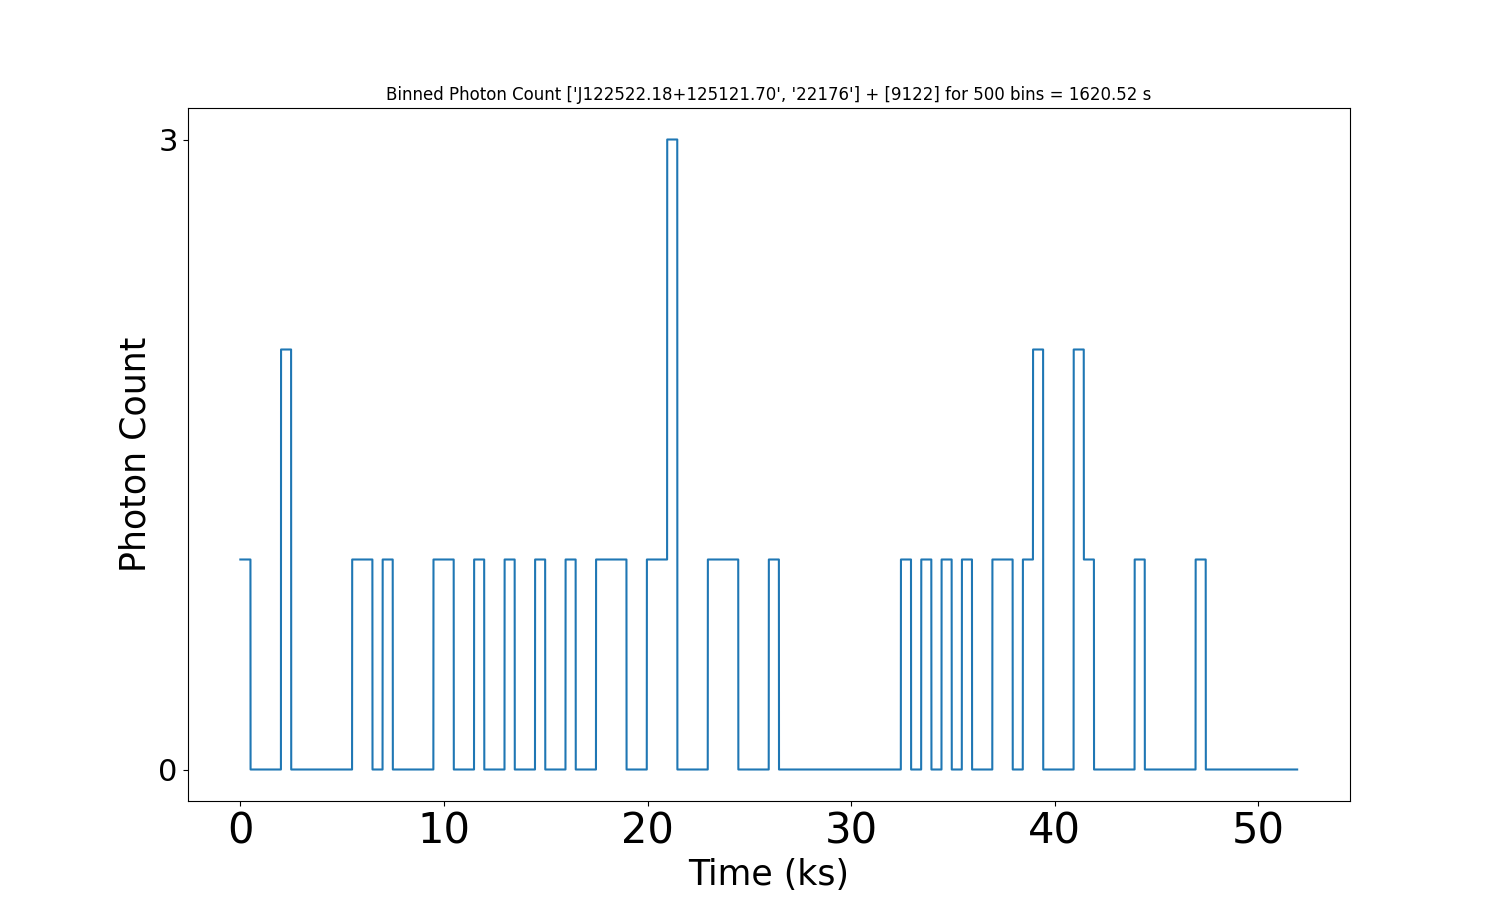 Binned Photon Count ['J122522.18+125121.70', '22176'] + [9122] for 500 bins = 1620.52 s
3
Photon Count
0
0 10 20 30 40 50
Time (ks)